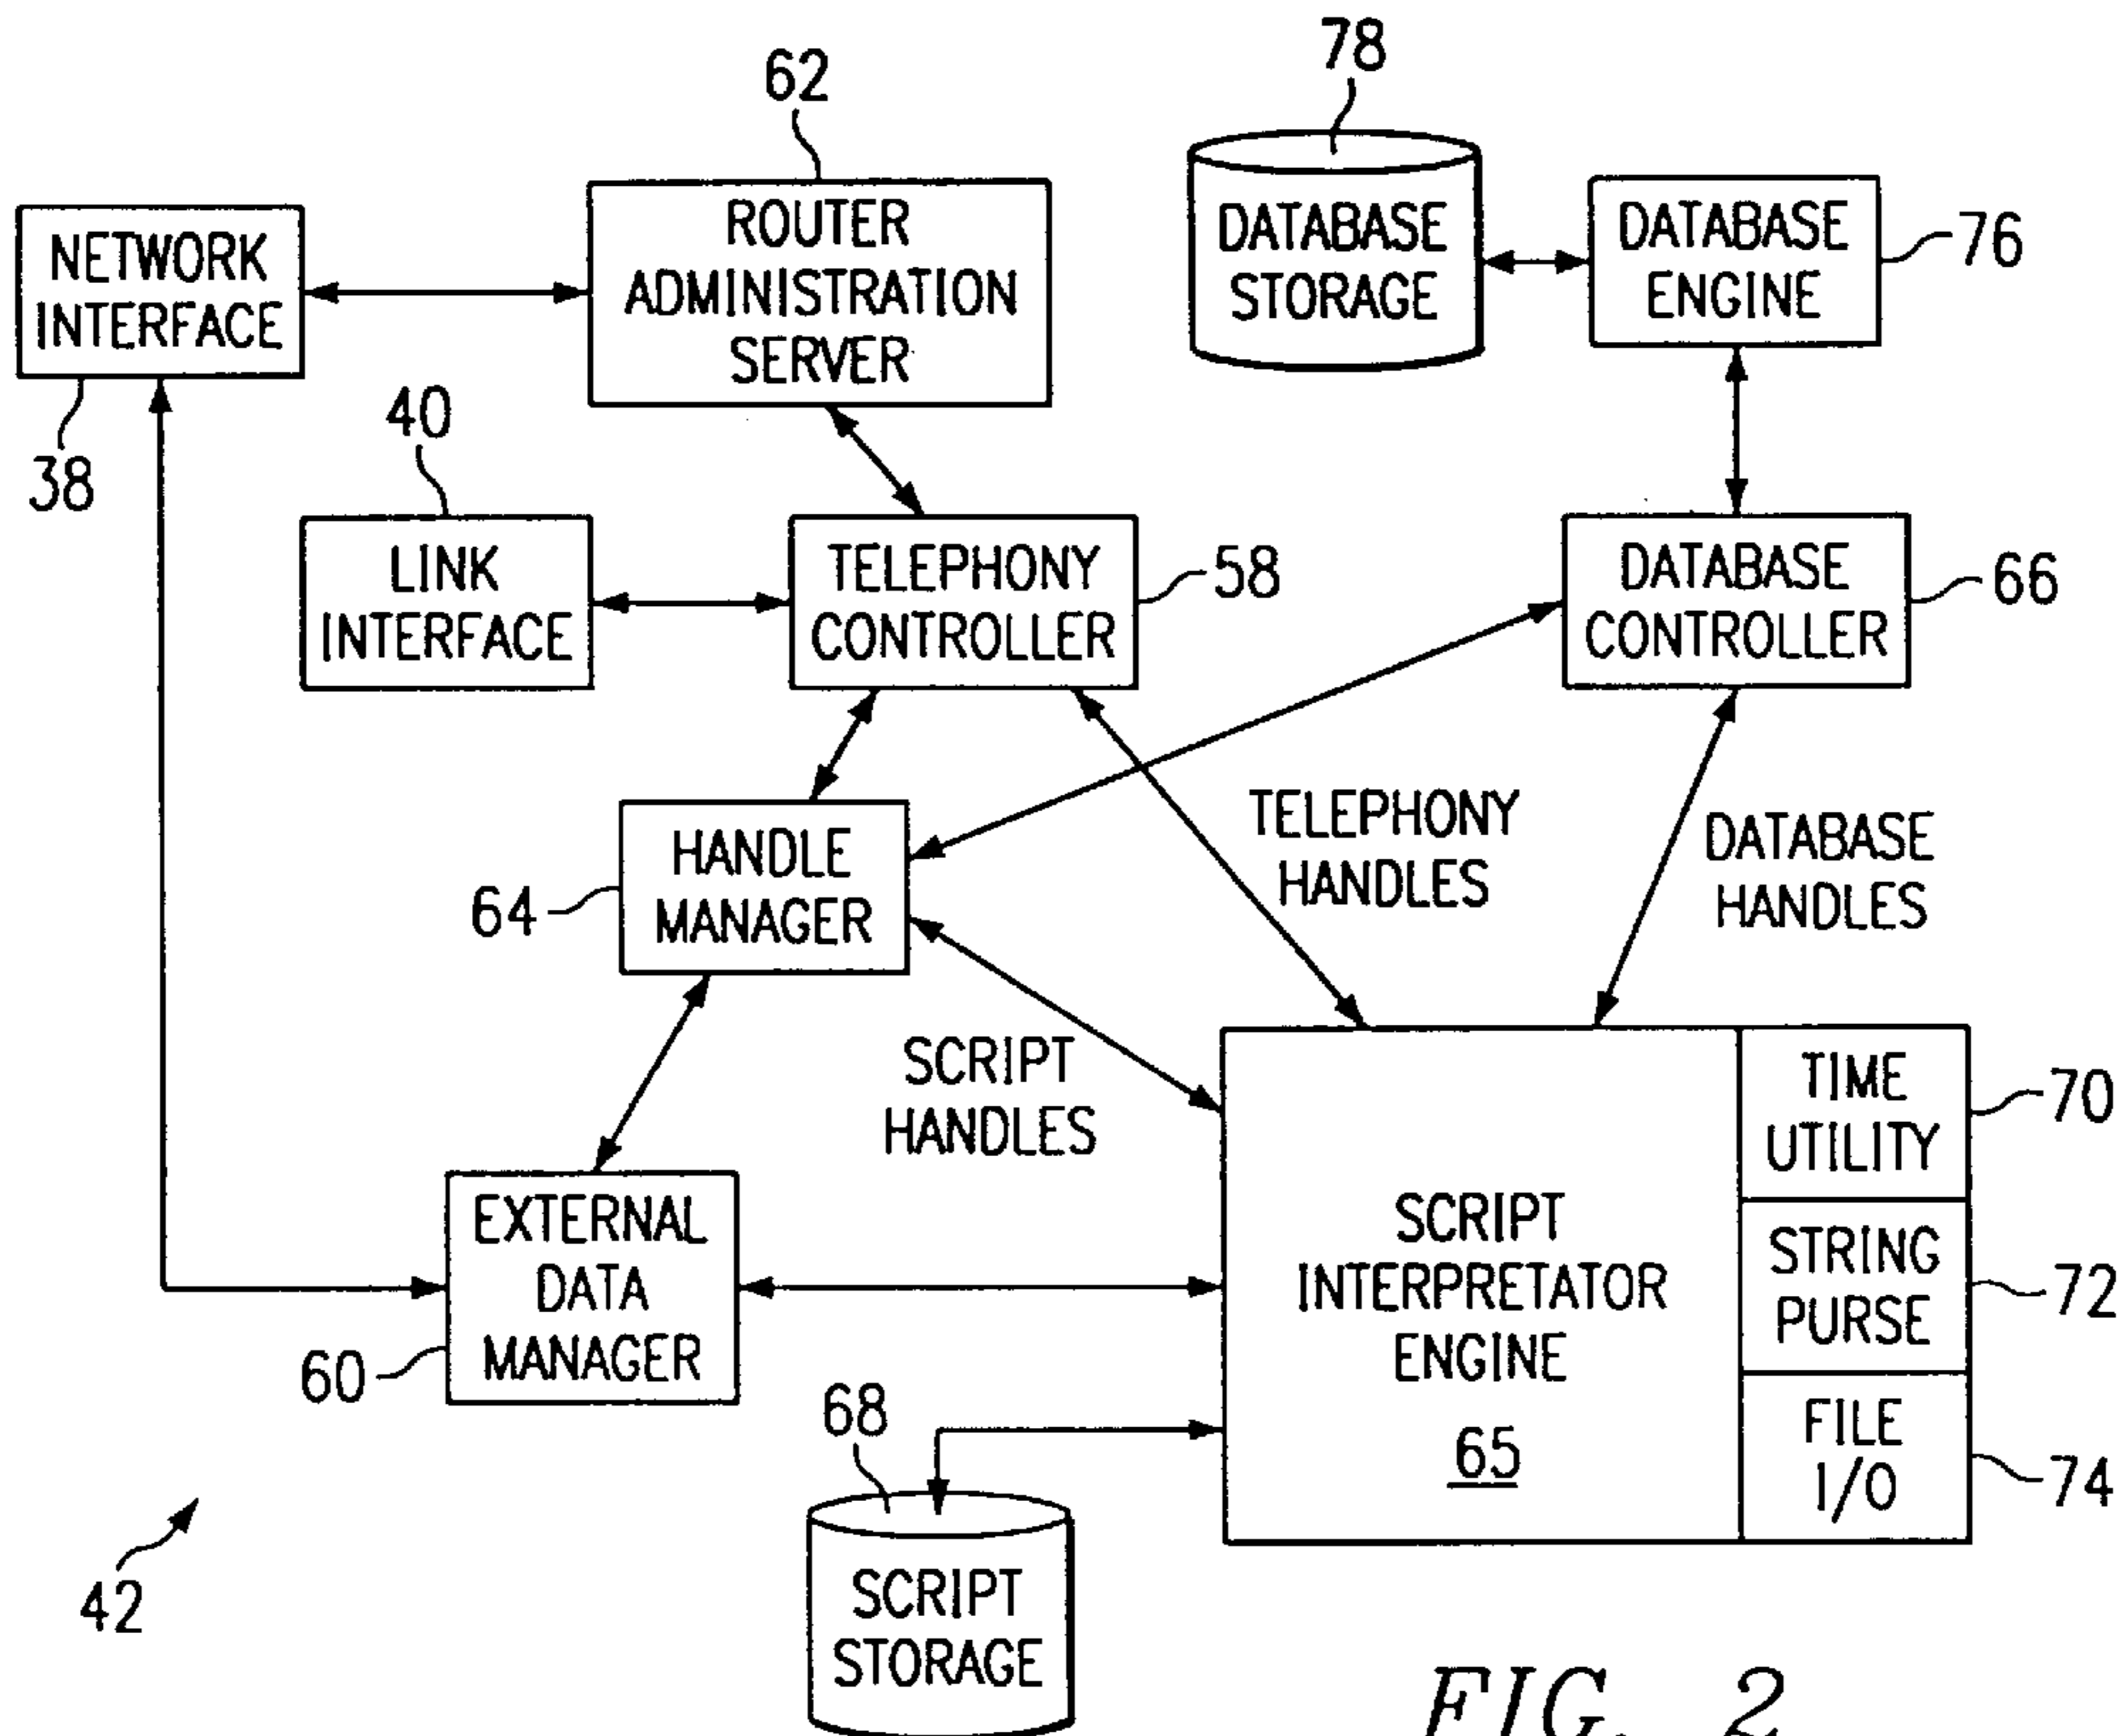 78
62
NETWORK
INTERFACE
38
ROUTER
ADMINISTRATION
SERVER
DATABASE
STORAGE
DATABASE
ENGINE
76
40
LINK
INTERFACE
TELEPHONY
CONTROLLER
58
DATABASE
CONTROLLER
66
HANDLE
MANAGER
64
TELEPHONY
HANDLES
DATABASE
HANDLES
SCRIPT
HANDLES
EXTERNAL
DATA
MANAGER
60
SCRIPT
INTERPRETATOR
ENGINE
65
TIME
UTILITY
70
STRING
PURSE
72
FILE
I/O
74
68
SCRIPT
STORAGE
42
FIG. 2